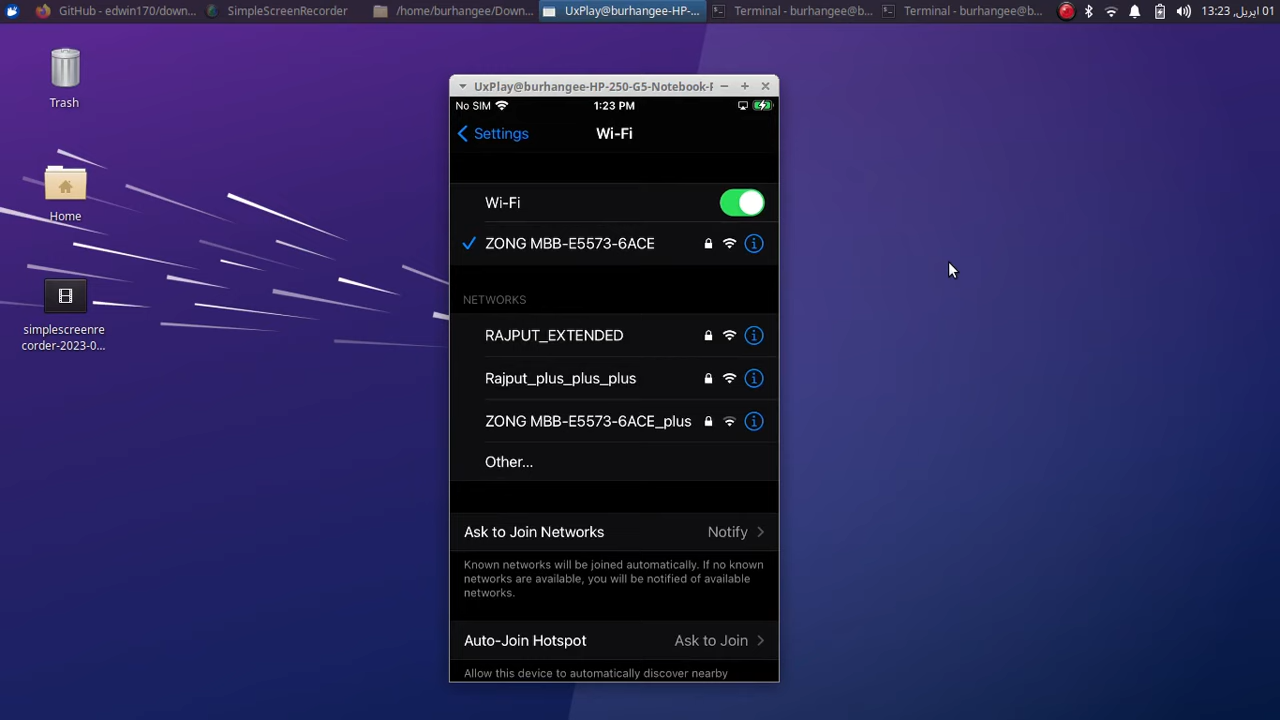 GitHub - edwin170/down...
SimpleScreenRecorder
/home/burhangee/Down...
UxPlay@burhangee-HP-...
Terminal - burhangee@b...
Terminal - burhangee@b...
13:23 ,اپریل 01
Trash
Home
simplescreenre
corder-2023-0...
UxPlay@burhangee-HP-250-G5-Notebook-P
No SIM
1:23 PM
Settings
Wi-Fi
Wi-Fi
ZONG MBB-E5573-6ACE
NETWORKS
RAJPUT_EXTENDED
Rajput_plus_plus_plus
ZONG MBB-E5573-6ACE_plus
Other...
Ask to Join Networks
Notify
Known networks will be joined automatically. If no known
networks are available, you will be notified of available
networks.
Auto-Join Hotspot
Ask to Join
Allow this device to automatically discover nearby